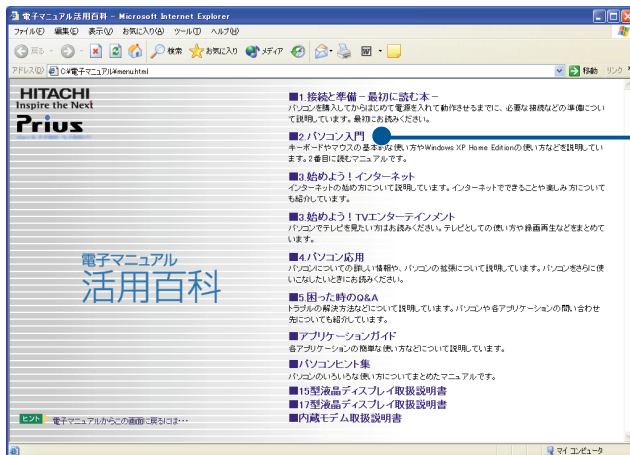 電子マニュアル活用百科 - Microsoft Internet Explorer
ファイル(F) 編集(E) 表示(V) お気に入り(A) ツール(T) ヘルプ(H)
戻る 検索 お気に入り メディア
アドレス(D) C:¥電子マニュアル¥menu.html 移動 リンク
HITACHI
Inspire the Next
Prius
電子マニュアル
活用百科
ヒント 電子マニュアルからこの画面に戻るには・・・
■1.接続と準備－最初に読む本－
パソコンを購入してからはじめて電源を入れて動作させるまでに、必要な接続などの準備につい
て説明しています。最初にお読みください。
■2.パソコン入門
キーボードやマウスの基本的な使い方やWindows XP Home Editionの使い方などを説明してい
ます。2番目に読むマニュアルです。
■3.始めよう！インターネット
インターネットの始め方について説明しています。インターネットでできることや楽しみ方について
も紹介しています。
■3.始めよう！TVエンターテインメント
パソコンでテレビを見たい方はお読みください。テレビとしての使い方や録画再生などをまとめて
います。
■4.パソコン応用
パソコンについての詳しい情報や、パソコンの拡張について説明しています。パソコンをさらに使
いこなしたいときにお読みください。
■5.困った時のQ&A
トラブルの解決方法などについて説明しています。パソコンや各アプリケーションの問い合わせ
先についても紹介しています。
■アプリケーションガイド
各アプリケーションの簡単な使い方などについて説明しています。
■パソコンヒント集
パソコンのいろいろな使い方についてまとめたマニュアルです。
■15型液晶ディスプレイ取扱説明書
■17型液晶ディスプレイ取扱説明書
■内蔵モデム取扱説明書
マイ コンピュータ